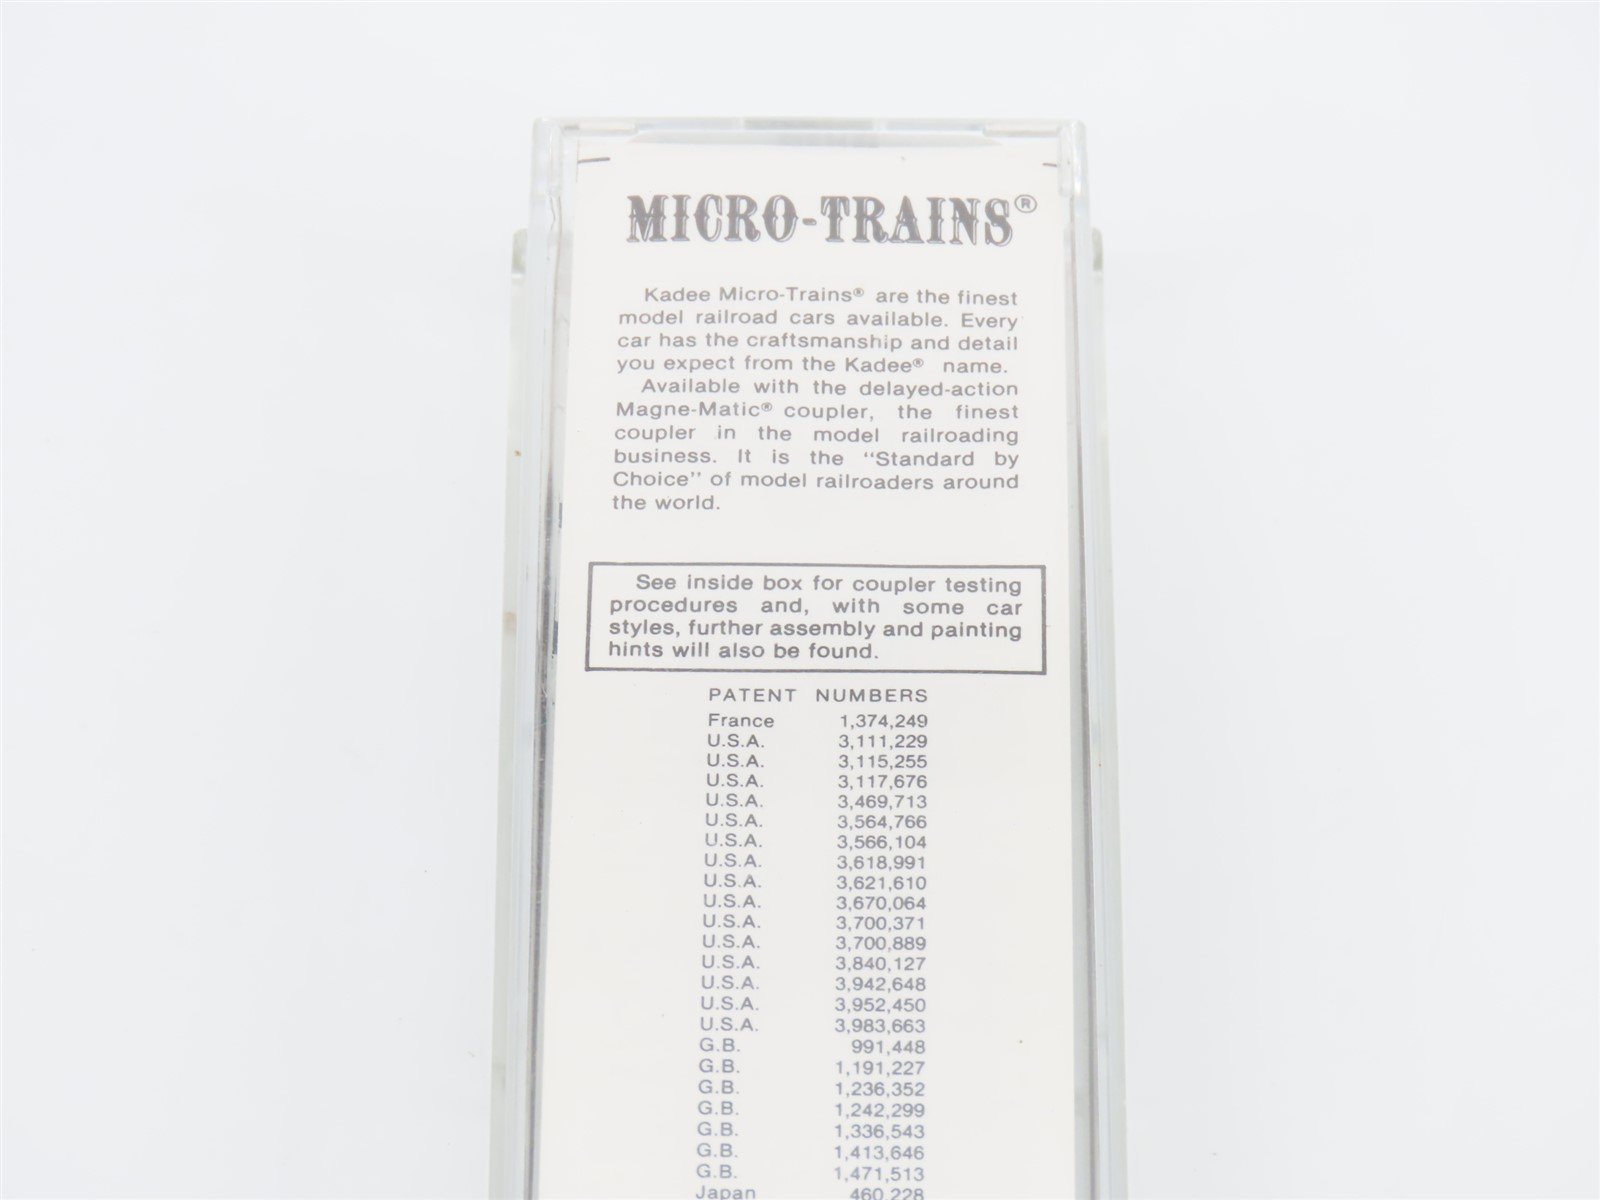 MICRO-TRAINS®
Kadee Micro-Trains® are the finest
model railroad cars available. Every
car has the craftsmanship and detail
you expect from the Kadee® name.
Available with the delayed-action
Magne-Matic® coupler, the finest
coupler in the model railroading
business. It is the "Standard by
Choice" of model railroaders around
the world.
See inside box for coupler testing
procedures and, with some car
styles, further assembly and painting
hints will also be found.
PATENT NUMBERS
France 1,374,249
U.S.A. 3,111,229
U.S.A. 3,115,255
U.S.A. 3,117,676
U.S.A. 3,469,713
U.S.A. 3,564,766
U.S.A. 3,566,104
U.S.A. 3,618,991
U.S.A. 3,621,610
U.S.A. 3,670,064
U.S.A. 3,700,371
U.S.A. 3,700,889
U.S.A. 3,840,127
U.S.A. 3,942,648
U.S.A. 3,952,450
U.S.A. 3,983,663
G.B. 991,448
G.B. 1,191,227
G.B. 1,236,352
G.B. 1,242,299
G.B. 1,336,543
G.B. 1,413,646
G.B. 1,471,513
Japan 460,228